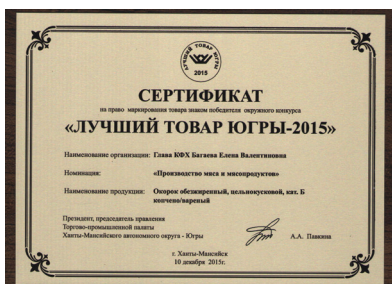 ЛУЧШИЙ ТОВАР ЮГРЫ
2015
СЕРТИФИКАТ
на право маркирования товара знаком победителя окружного конкурса
«ЛУЧШИЙ ТОВАР ЮГРЫ-2015»
Наименование организации: Глава КФХ Багаева Елена Валентиновна
Номинация: «Производство мяса и мясопродуктов»
Наименование продукции: Окорок обезжиренный, цельнокусковой, кат. Б
копчено/вареный
Президент, председатель правления
Торгово-промышленной палаты
Ханты-Мансийского автономного округа - Югры А.А. Павкина
г. Ханты-Мансийск
10 декабря 2015г.